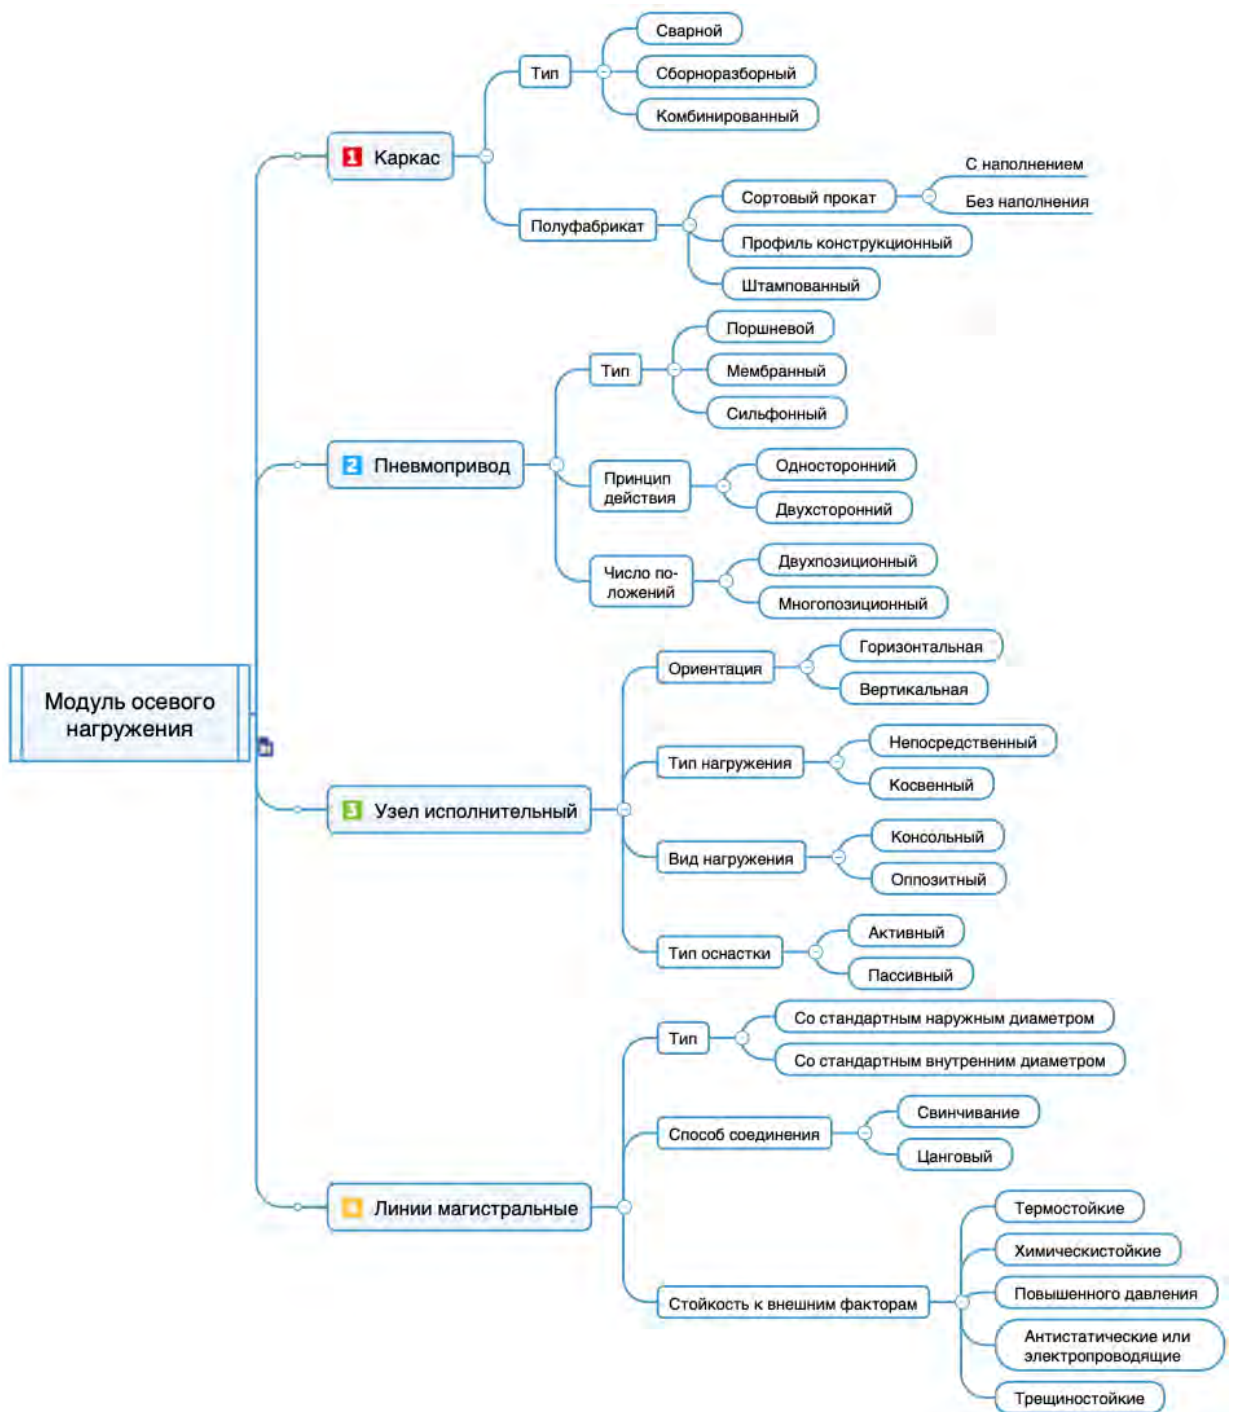 Модуль осевого
нагружения
1 Каркас
Тип
Сварной
Сборноразборный
Комбинированный
Полуфабрикат
Сортовый прокат
С наполнением
Без наполнения
Профиль конструкционный
Штампованный
2 Пневмопривод
Тип
Поршневой
Мембранный
Сильфонный
Принцип
действия
Односторонний
Двухсторонний
Число по-
ложений
Двухпозиционный
Многопозиционный
3 Узел исполнительный
Ориентация
Горизонтальная
Вертикальная
Тип нагружения
Непосредственный
Косвенный
Вид нагружения
Консольный
Оппозитный
Тип оснастки
Активный
Пассивный
4 Линии магистральные
Тип
Со стандартным наружным диаметром
Со стандартным внутренним диаметром
Способ соединения
Свинчивание
Цанговый
Стойкость к внешним факторам
Термостойкие
Химическистойкие
Повышенного давления
Антистатические или
электропроводящие
Трещиностойкие